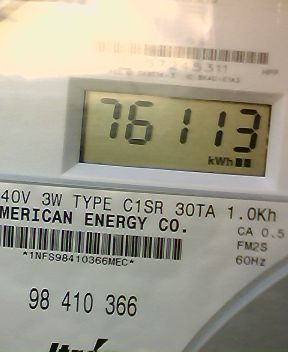 76113
kWh
40V 3W TYPE C1SR 30TA 1.0Kh
MERICAN ENERGY CO.
CA 0.5
FM2S
60Hz
*1NFS98410366MEC*
98 410 366